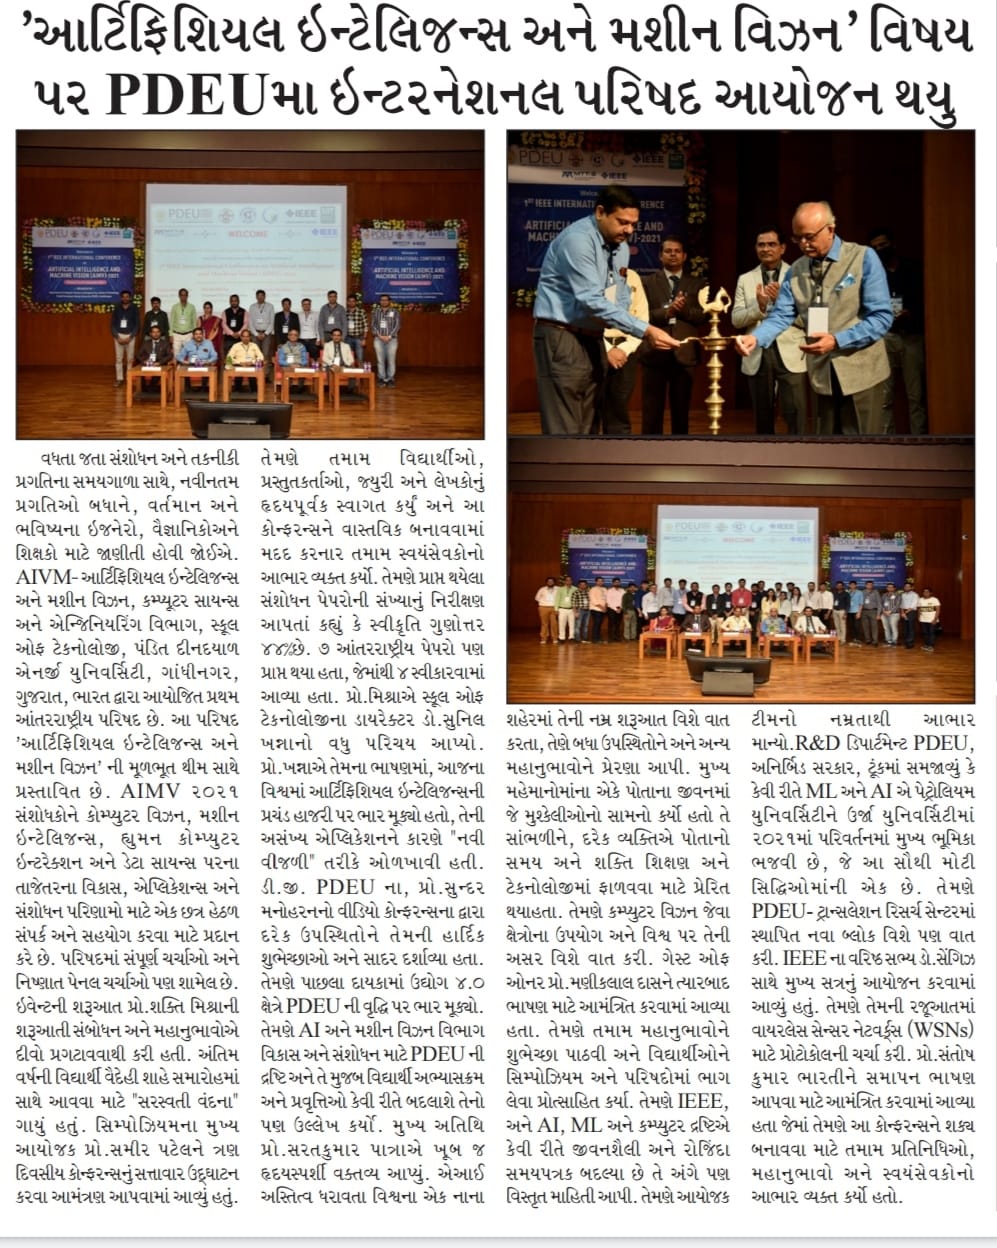 'આર્ટિફિશિયલ ઇન્ટેલિજન્સ અને મશીન વિઝન' વિષય
પર PDEUમા ઇન્ટરનેશનલ પરિષદ આયોજન થયુ
PDEU
IEEE
WELCOME
1ST IEEE INTERNATIONAL CONFERENCE
ARTIFICIAL INTELLIGENCE AND
MACHINE VISION (AIMV)-2021
PDEU
IEEE
1ST IEEE INTERNATIONAL CONFERENCE
વધતા જતા સંશોધન અને તકનીકી
પ્રગતિના સમયગાળા સાથે, નવીનતમ
પ્રગતિઓ બધાને, વર્તમાન અને
ભવિષ્યના ઇજનેરો, વૈજ્ઞાનિકોઅને
શિક્ષકો માટે જાણીતી હોવી જોઈએ.
AIVM-આર્ટિફિશિયલ ઇન્ટેલિજન્સ
અને મશીન વિઝન, કમ્પ્યૂટર સાયન્સ
અને એન્જિનિયરિંગ વિભાગ, સ્કૂલ
ઓફ ટેકનોલોજી, પંડિત દીનદયાળ
એનર્જી યુનિવર્સિટી, ગાંધીનગર,
ગુજરાત, ભારત દ્વારા આયોજિત પ્રથમ
આંતરરાષ્ટ્રીય પરિષદ છે. આ પરિષદ
'આર્ટિફિશિયલ ઇન્ટેલિજન્સ અને
મશીન વિઝન' ની મૂળભૂત થીમ સાથે
પ્રસ્તાવિત છે. AIMV ૨૦૨૧
સંશોધકોને કોમ્પ્યુટર વિઝન, મશીન
ઇન્ટેલિજન્સ, હ્યુમન કોમ્પ્યુટર
ઇન્ટરેક્શન અને ડેટા સાયન્સ પરના
તાજેતરના વિકાસ, એપ્લિકેશન્સ અને
સંશોધન પરિણામો માટે એક છત્ર હેઠળ
સંપર્ક અને સહયોગ કરવા માટે પ્રદાન
કરે છે. પરિષદમાં સંપૂર્ણ ચર્ચાઓ અને
નિષ્ણાત પેનલ ચર્ચાઓ પણ શામેલ છે.
ઇવેન્ટની શરૂઆત પ્રો.શક્તિ મિશ્રાની
શરૂઆતી સંબોધન અને મહાનુભાવોએ
દીવો પ્રગટાવવાથી કરી હતી. અંતિમ
વર્ષની વિદ્યાર્થી વૈદેહી શાહે સમારોહમાં
સાથે આવવા માટે "સરસ્વતી વંદના"
ગાયું હતું. સિમ્પોઝિયમના મુખ્ય
આયોજક પ્રો.સમીર પટેલને ત્રણ
દિવસીય કોન્ફરન્સનું સત્તાવાર ઉદ્ઘાટન
કરવા આમંત્રણ આપવામાં આવ્યું હતું.
તેમણે તમામ વિદ્યાર્થીઓ,
પ્રસ્તુતકર્તાઓ, જ્યુરી અને લેખકોનું
હૃદયપૂર્વક સ્વાગત કર્યું અને આ
કોન્ફરન્સને વાસ્તવિક બનાવવામાં
મદદ કરનાર તમામ સ્વયંસેવકોનો
આભાર વ્યક્ત કર્યો. તેમણે પ્રાપ્ત થયેલા
સંશોધન પેપરોની સંખ્યાનું નિરીક્ષણ
આપતાં કહ્યું કે સ્વીકૃતિ ગુણોત્તર
૪૪%છે. ૭ આંતરરાષ્ટ્રીય પેપરો પણ
પ્રાપ્ત થયા હતા, જેમાંથી ૪ સ્વીકારવામાં
આવ્યા હતા. પ્રો.મિશ્રાએ સ્કૂલ ઓફ
ટેકનોલોજીના ડાયરેક્ટર ડો.સુનિલ
ખન્નાનો વધુ પરિચય આપ્યો.
પ્રો.ખન્નાએ તેમના ભાષણમાં, આજના
વિશ્વમાં આર્ટિફિશિયલ ઇન્ટેલિજન્સની
પ્રચંડ હાજરી પર ભાર મૂક્યો હતો, તેની
અસંખ્ય એપ્લિકેશનને કારણે "નવી
વીજળી" તરીકે ઓળખાવી હતી.
ડી.જી. PDEU ના, પ્રો.સુન્દર
મનોહરનનો વીડિયો કોન્ફરન્સના દ્વારા
દરેક ઉપસ્થિતોને તેમની હાર્દિક
શુભેચ્છાઓ અને સાદર દર્શાવ્યા હતા.
તેમણે પાછલા દાયકામાં ઉદ્યોગ ૪.૦
ક્ષેત્રે PDEU ની વૃદ્ધિ પર ભાર મૂક્યો.
તેમણે AI અને મશીન વિઝન વિભાગ
વિકાસ અને સંશોધન માટે PDEU ની
દ્રષ્ટિ અને તે મુજબ વિદ્યાર્થી અભ્યાસક્રમ
અને પ્રવૃત્તિઓ કેવી રીતે બદલાશે તેનો
પણ ઉલ્લેખ કર્યો. મુખ્ય અતિથિ
પ્રો.સરતકુમાર પાત્રાએ ખૂબ જ
હૃદયસ્પર્શી વક્તવ્ય આપ્યું. એઆઈ
અસ્તિત્વ ધરાવતા વિશ્વના એક નાના
શહેરમાં તેની નમ્ર શરૂઆત વિશે વાત
કરતા, તેણે બધા ઉપસ્થિતોને અને અન્ય
મહાનુભાવોને પ્રેરણા આપી. મુખ્ય
મહેમાનોમાંના એકે પોતાના જીવનમાં
જે મુશ્કેલીઓનો સામનો કર્યો હતો તે
સાંભળીને, દરેક વ્યક્તિએ પોતાનો
સમય અને શક્તિ શિક્ષણ અને
ટેકનોલોજીમાં ફાળવવા માટે પ્રેરિત
થયાહતા. તેમણે કમ્પ્યુટર વિઝન જેવા
ક્ષેત્રોના ઉપયોગ અને વિશ્વ પર તેની
અસર વિશે વાત કરી. ગેસ્ટ ઓફ
ઓનર પ્રો.મણીક્લાલ દાસને ત્યારબાદ
ભાષણ માટે આમંત્રિત કરવામાં આવ્યા
હતા. તેમણે તમામ મહાનુભાવોને
શુભેચ્છા પાઠવી અને વિદ્યાર્થીઓને
સિમ્પોઝિયમ અને પરિષદોમાં ભાગ
લેવા પ્રોત્સાહિત કર્યા. તેમણે IEEE,
અને AI, ML અને કમ્પ્યુટર દ્રષ્ટિએ
કેવી રીતે જીવનશૈલી અને રોજિંદા
સમયપત્રક બદલ્યા છે તે અંગે પણ
વિસ્તૃત માહિતી આપી. તેમણે આયોજક
ટીમનો નમ્રતાથી આભાર
માન્યો.R&D ડિપાર્ટમેન્ટ PDEU,
અનિર્બિડ સરકાર, ટૂંકમાં સમજાવ્યું કે
કેવી રીતે ML અને AI એ પેટ્રોલિયમ
યુનિવર્સિટીને ઉર્જા યુનિવર્સિટીમાં
૨૦૨૧માં પરિવર્તનમાં મુખ્ય ભૂમિકા
ભજવી છે, જે આ સૌથી મોટી
સિદ્ધિઓમાંની એક છે. તેમણે
PDEU- ટ્રાન્સલેશન રિસર્ચ સેન્ટરમાં
સ્થાપિત નવા બ્લોક વિશે પણ વાત
કરી. IEEE ના વરિષ્ઠ સભ્ય ડો.સેંગિઝ
સાથે મુખ્ય સત્રનું આયોજન કરવામાં
આવ્યું હતું. તેમણે તેમની રજૂઆતમાં
વાયરલેસ સેન્સર નેટવર્ક્સ (WSNs)
માટે પ્રોટોકોલની ચર્ચા કરી. પ્રો.સંતોષ
કુમાર ભારતીને સમાપન ભાષણ
આપવા માટે આમંત્રિત કરવામાં આવ્યા
હતા જેમાં તેમણે આ કોન્ફરન્સને શક્ય
બનાવવા માટે તમામ પ્રતિનિધિઓ,
મહાનુભાવો અને સ્વયંસેવકોનો
આભાર વ્યક્ત કર્યો હતો.